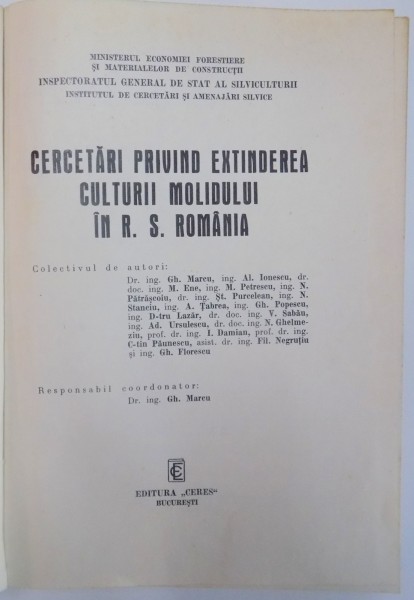 MINISTERUL ECONOMIEI FORESTIERE
ȘI MATERIALELOR DE CONSTRUCȚII
INSPECTORATUL GENERAL DE STAT AL SILVICULTURII
INSTITUTUL DE CERCETĂRI ȘI AMENAJĂRI SILVICE
CERCETĂRI PRIVIND EXTINDEREA
CULTURII MOLIDULUI
ÎN R. S. ROMÂNIA
Colectivul de autori:
Dr. ing. Gh. Marcu, ing. Al. Ionescu, dr.
doc. ing. M. Ene, ing. M. Petrescu, ing. N.
Pătrășcoiu, dr. ing. Șt. Purcelean, ing. N.
Stanciu, ing. A. Țabrea, ing. Gh. Popescu,
ing. D-tru Lazăr, dr. doc. ing. V. Sabău,
ing. Ad. Ursulescu, dr. doc. ing. N. Ghelme-
ziu, prof. dr. ing. I. Damian, prof. dr. ing.
C-tin Păunescu, asist. dr. ing. Fil. Negruțiu
și ing. Gh. Florescu
Responsabil coordonator:
Dr. ing. Gh. Marcu
EDITURA „CERES"
BUCUREȘTI